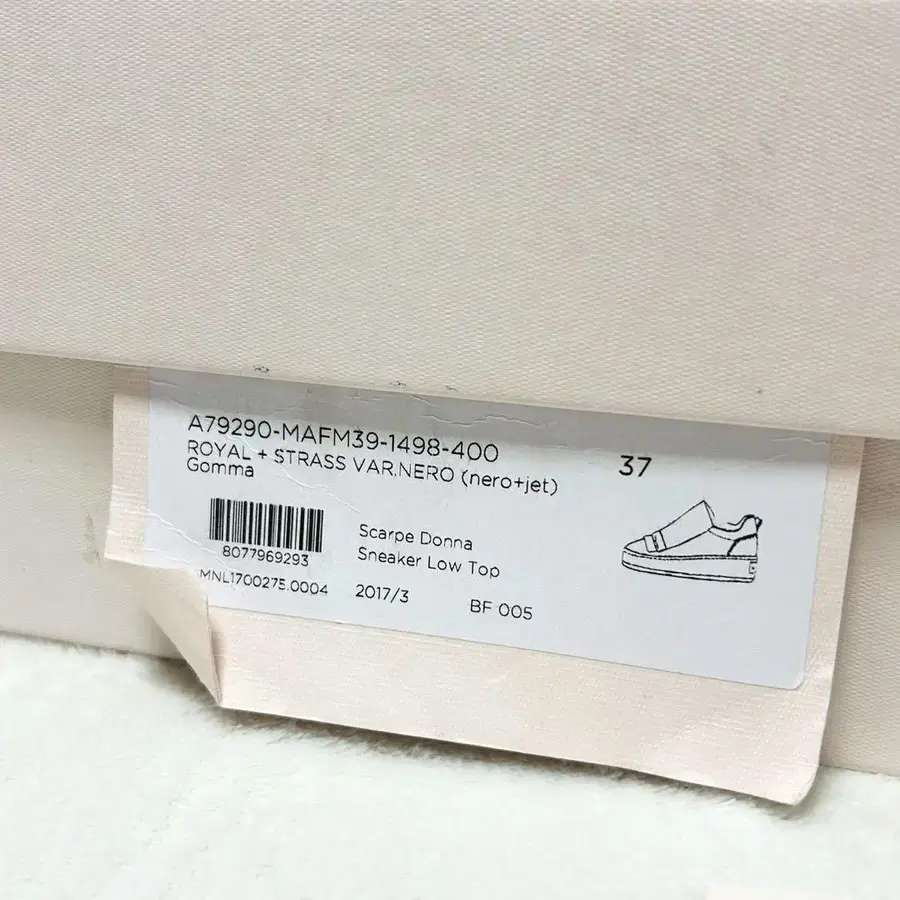 A79290-MAFM39-1498-400
ROYAL + STRASS VAR.NERO (nero+jet)
Gomma
37
8077969293
Scarpe Donna
Sneaker Low Top
MNL1700275.0004
2017/3
BF 005